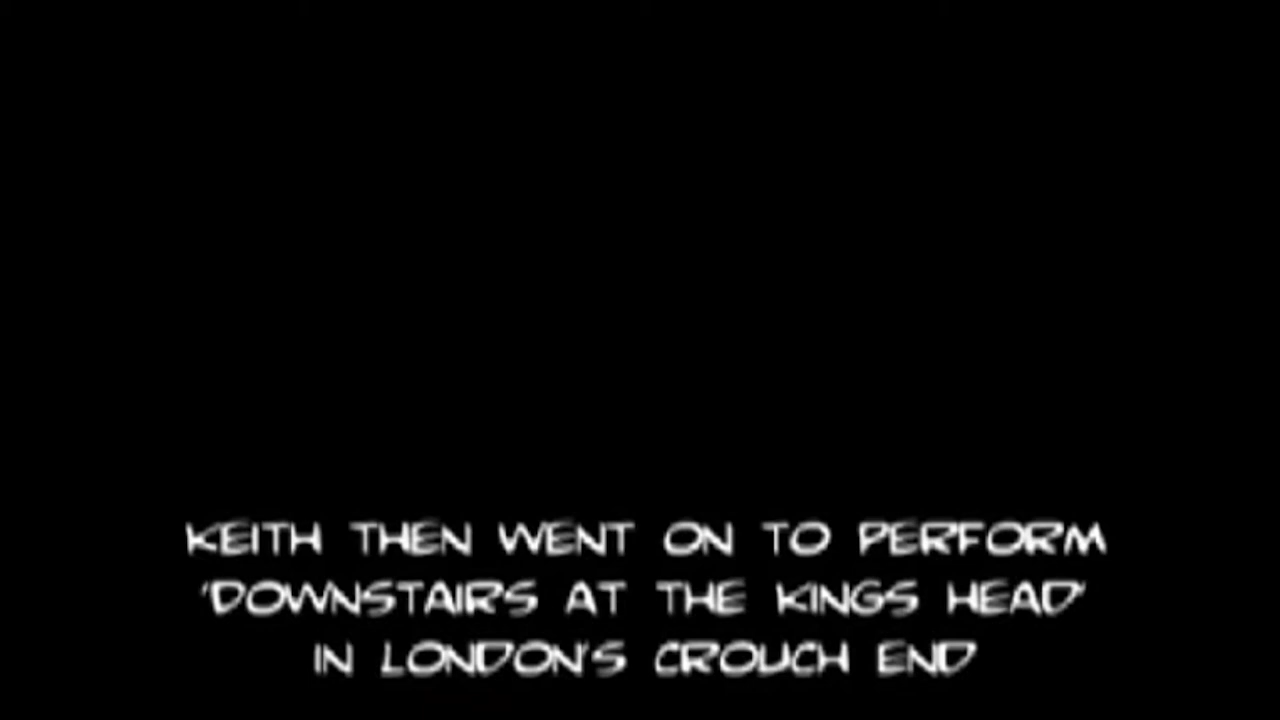 KEITH THEN WENT ON TO PERFORM
'DOWNSTAIRS AT THE KINGS HEAD'
IN LONDON'S CROUCH END